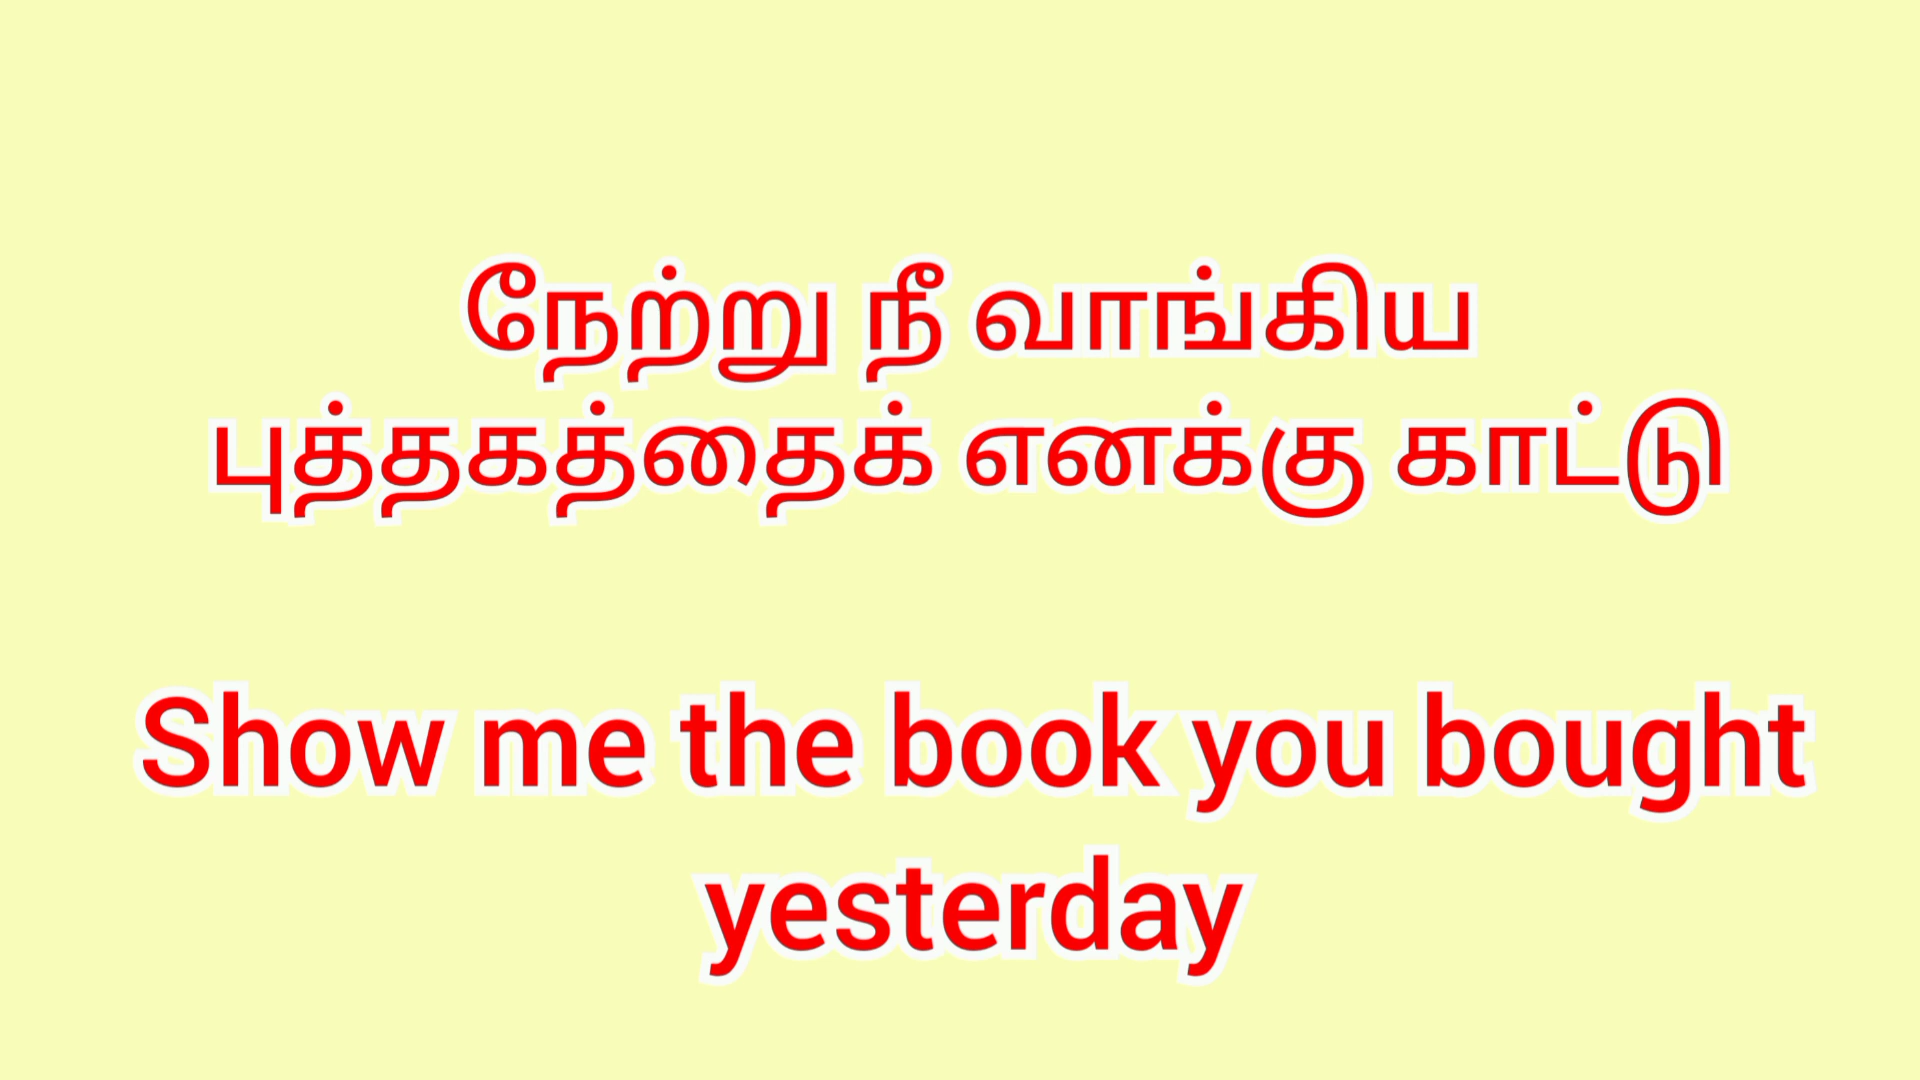 நேற்று நீ வாங்கிய
புத்தகத்தைக் எனக்கு காட்டு
Show me the book you bought
yesterday